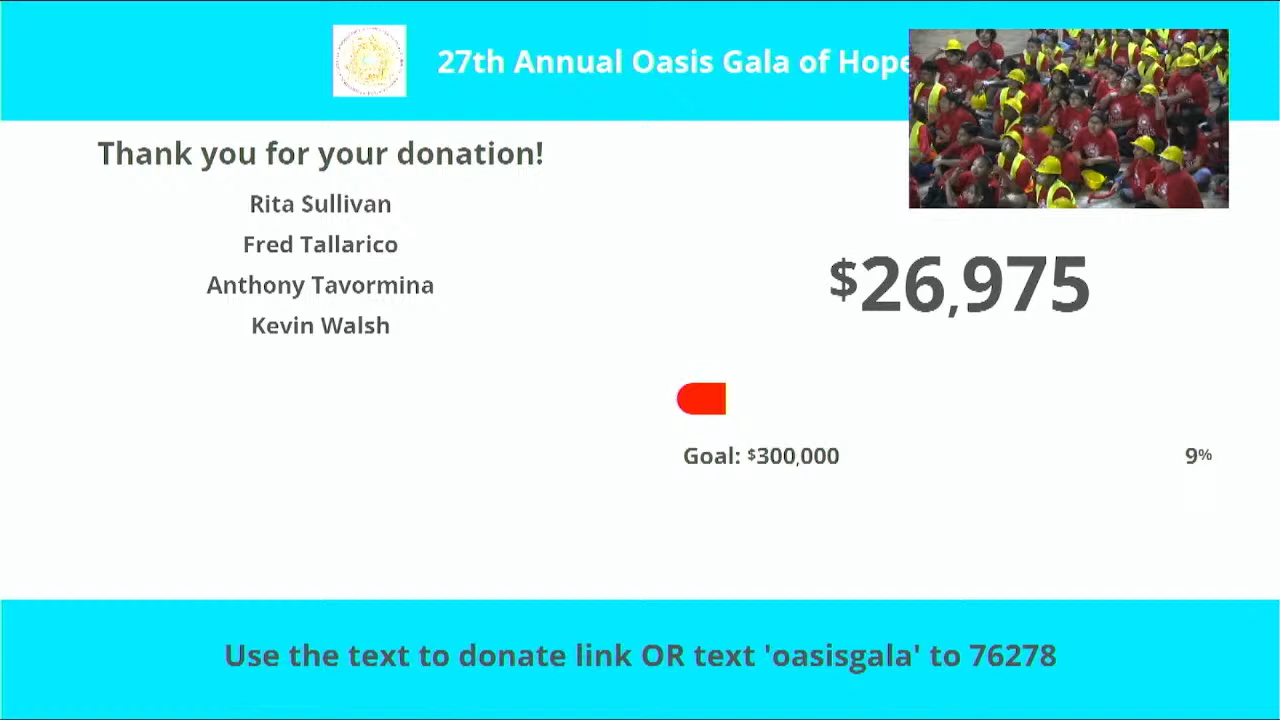 27th Annual Oasis Gala of Hope
Thank you for your donation!
Rita Sullivan
Fred Tallarico
Anthony Tavormina
Kevin Walsh
$26,975
Goal: $300,000
9%
Use the text to donate link OR text 'oasisgala' to 76278